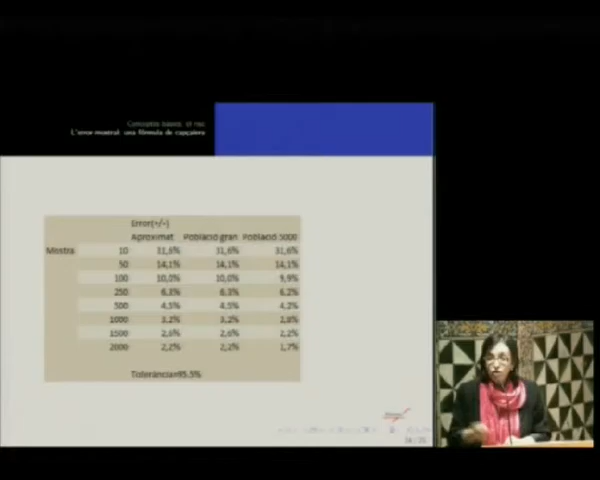 Conceptes bàsics: el risc
L'error mostral: una fórmula de capçalera
Error(+/-)
Aproximat Població gran Població 5000
Mostra 10 31,6% 31,6% 31,6%
50 14,1% 14,1% 14,1%
100 10,0% 10,0% 9,9%
250 6,3% 6,3% 6,2%
500 4,5% 4,5% 4,2%
1000 3,2% 3,2% 2,8%
1500 2,6% 2,6% 2,2%
2000 2,2% 2,2% 1,7%
Tolerància=95.5%